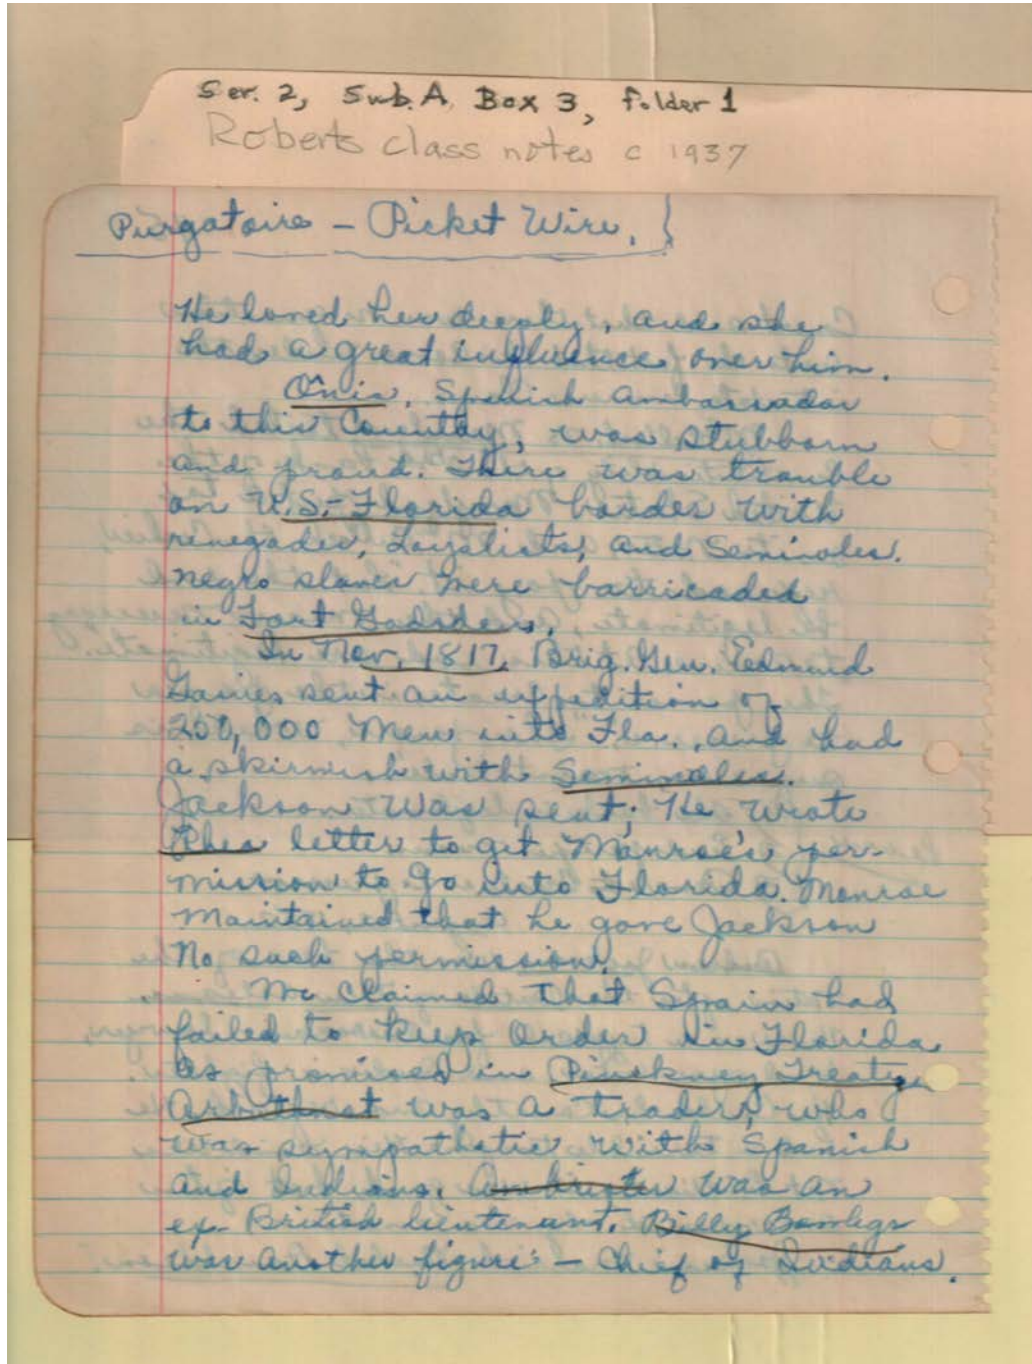 Ser. 2, Sub. A, Box 3, folder 1
Roberts class notes c 1937
Purgatoire - Picket Wire.
He loved her deeply, and she
had a great influence over him.
Onis, Spanish Ambassador
to this Country, was stubborn
and proud. There was trouble
on U.S.-Florida border with
renegades, Loyalists, and Seminoles.
Negro slaves were barricaded
in Fort Gadsden.
In Nov. 1817, Brig. Gen. Edmund
Gaines sent an expedition of
250,000 men into Fla., and had
a skirmish with Seminoles.
Jackson was sent; He wrote
Rhea letter to get Monroe's per-
mission to go into Florida. Monroe
maintained that he gave Jackson
No such permission.
We claimed that Spain had
failed to keep order in Florida
as promised in Pinckney Treaty.
Arbuthnot was a trader, who
was sympathetic with Spanish
and Indians. Ambrister was an
ex-British lieutenant. Billy Bowlegs
was another figure - Chief of Indians.